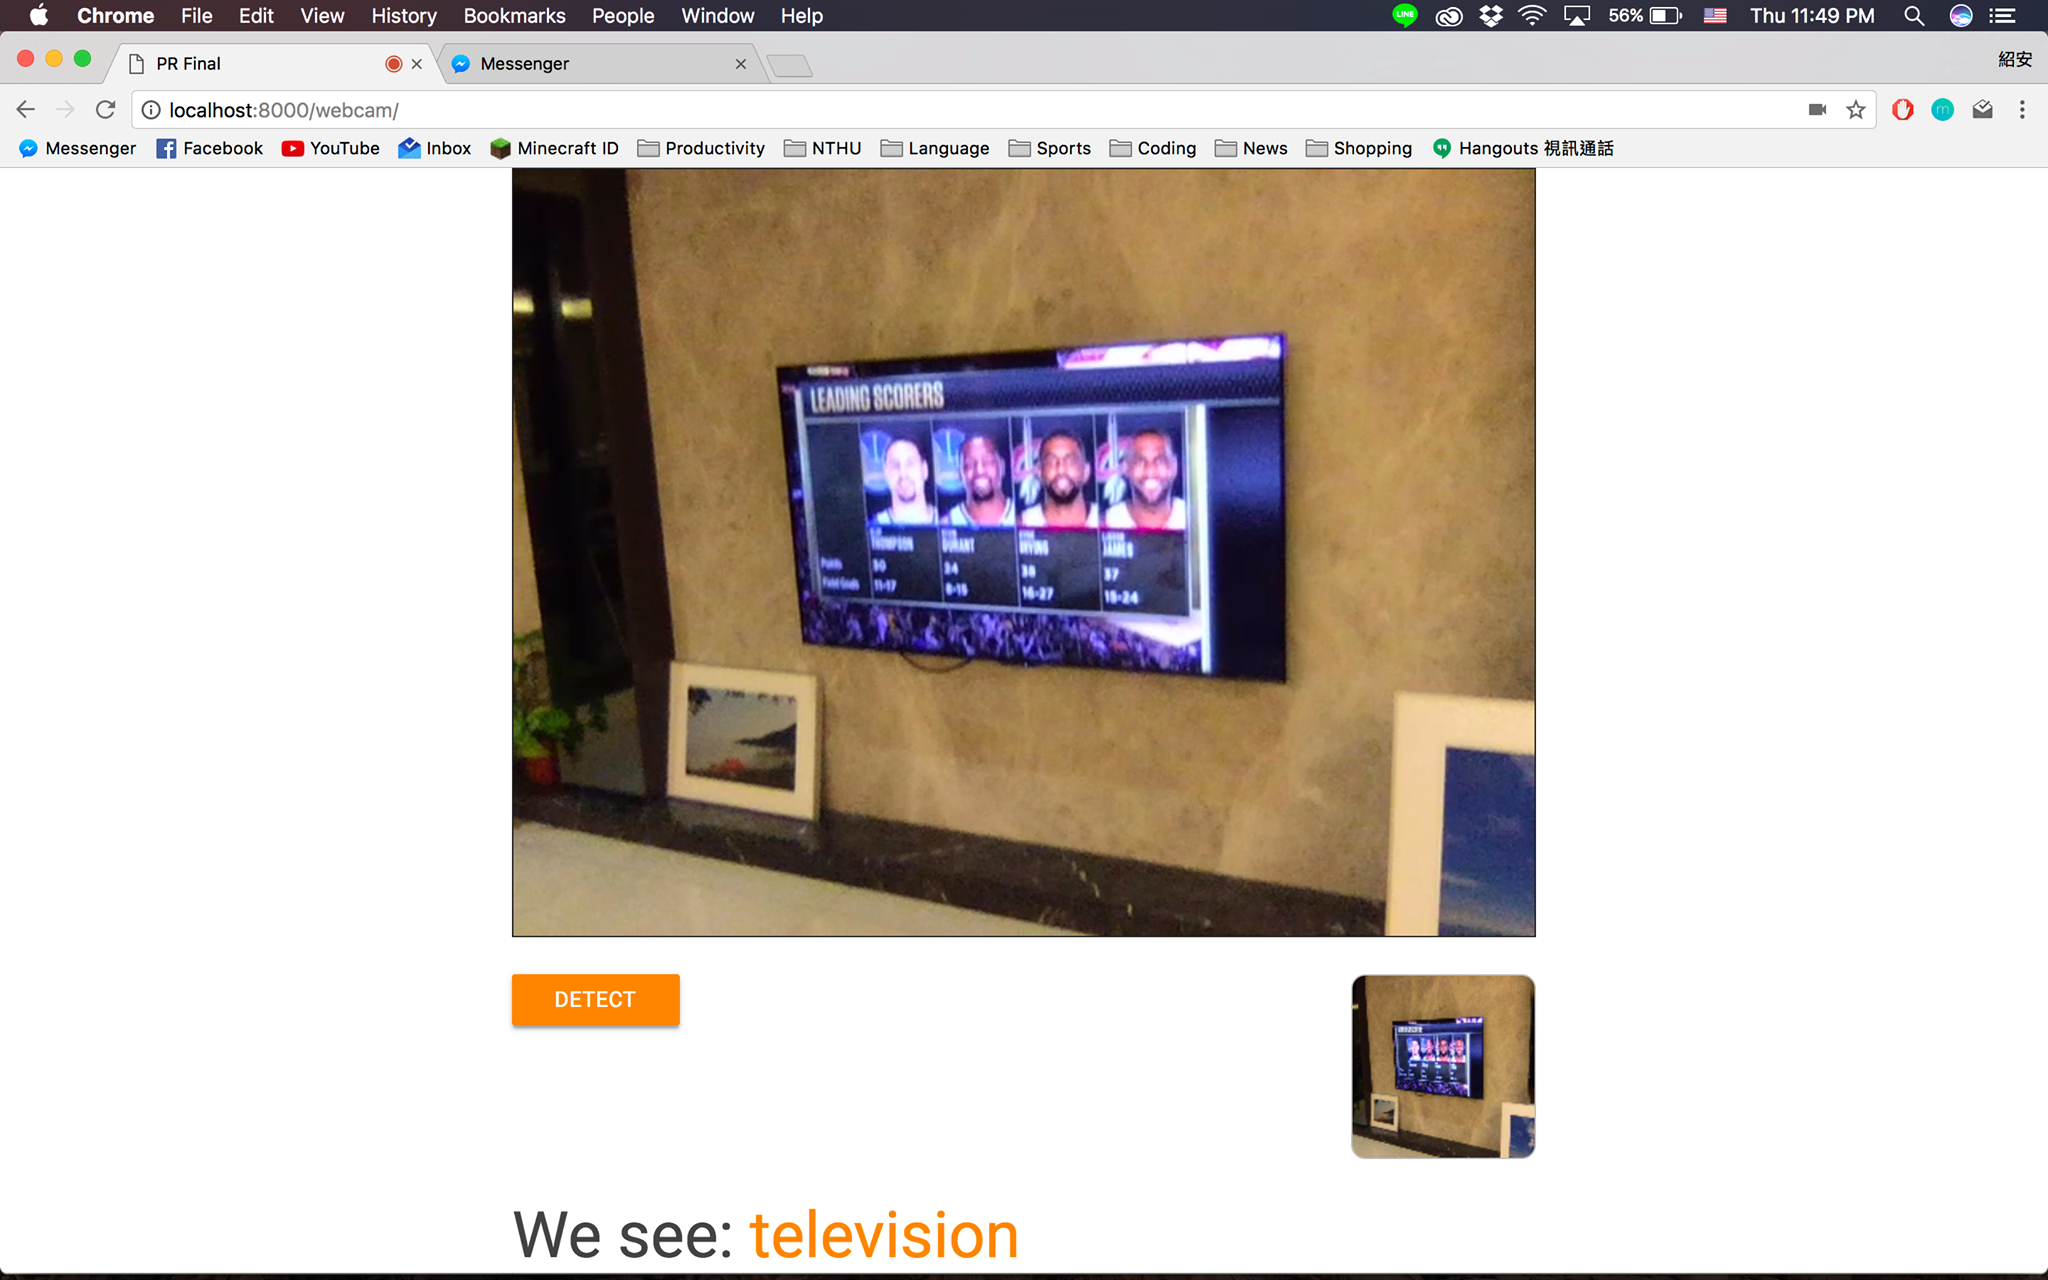 Chrome File Edit View History Bookmarks People Window Help LINE 56% Thu 11:49 PM
PR Final Messenger 紹安
localhost:8000/webcam/ m
Messenger Facebook YouTube Inbox Minecraft ID Productivity NTHU Language Sports Coding News Shopping Hangouts 視訊通話
LEADING SCORERS
THOMPSON DURANT IRVING JAMES
Points 30 24 38 37
Field Goals 11-17 8-15 16-27 15-24
DETECT
We see: television